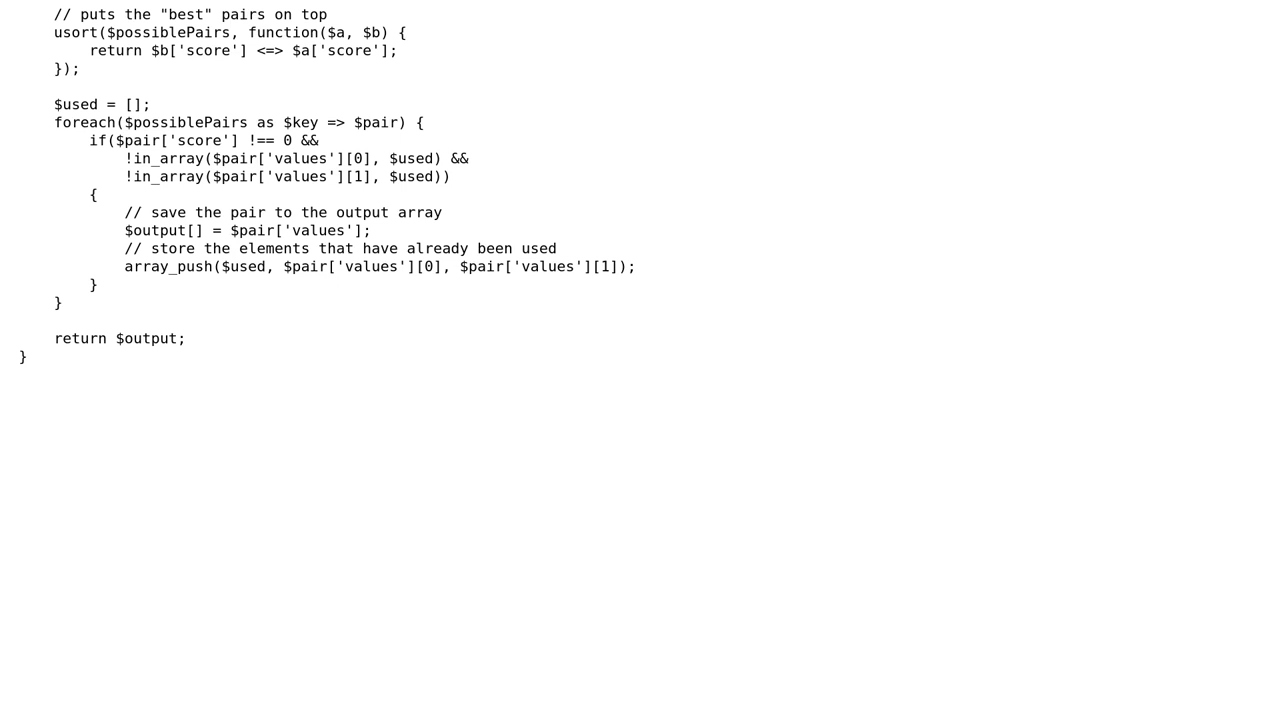 // puts the "best" pairs on top
    usort($possiblePairs, function($a, $b) {
        return $b['score'] <=> $a['score'];
    });

    $used = [];
    foreach($possiblePairs as $key => $pair) {
        if($pair['score'] !== 0 &&
            !in_array($pair['values'][0], $used) &&
            !in_array($pair['values'][1], $used))
        {
            // save the pair to the output array
            $output[] = $pair['values'];
            // store the elements that have already been used
            array_push($used, $pair['values'][0], $pair['values'][1]);
        }
    }

    return $output;
}